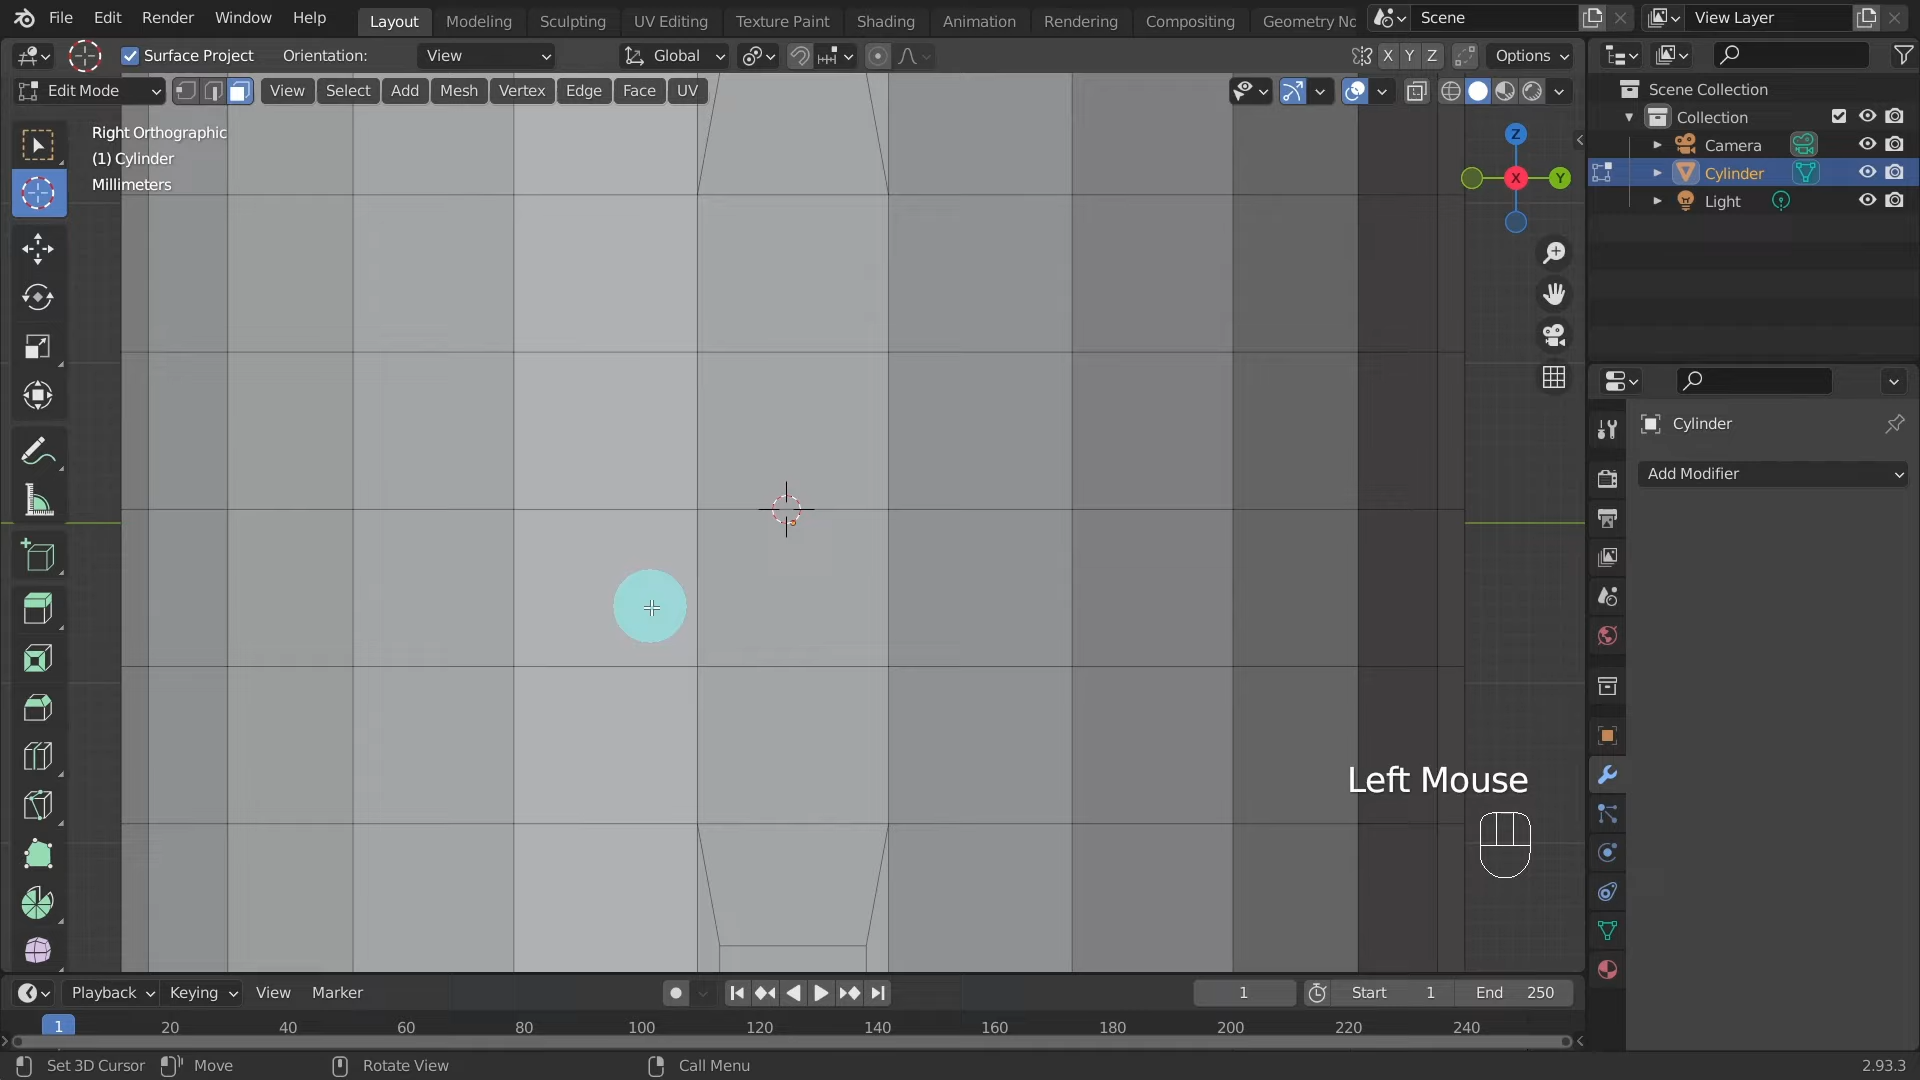 File Edit Render Window Help Layout Modeling Sculpting UV Editing Texture Paint Shading Animation Rendering Compositing Geometry No Scene View Layer
Surface Project Orientation: View Global X Y Z Options
Edit Mode View Select Add Mesh Vertex Edge Face UV
Right Orthographic
(1) Cylinder
Millimeters
Z
X
Y
Scene Collection
Collection
Camera
Cylinder
Light
Cylinder
Add Modifier
Left Mouse
Playback Keying View Marker 1 Start 1 End 250
1 20 40 60 80 100 120 140 160 180 200 220 240
Set 3D Cursor Move Rotate View Call Menu 2.93.3